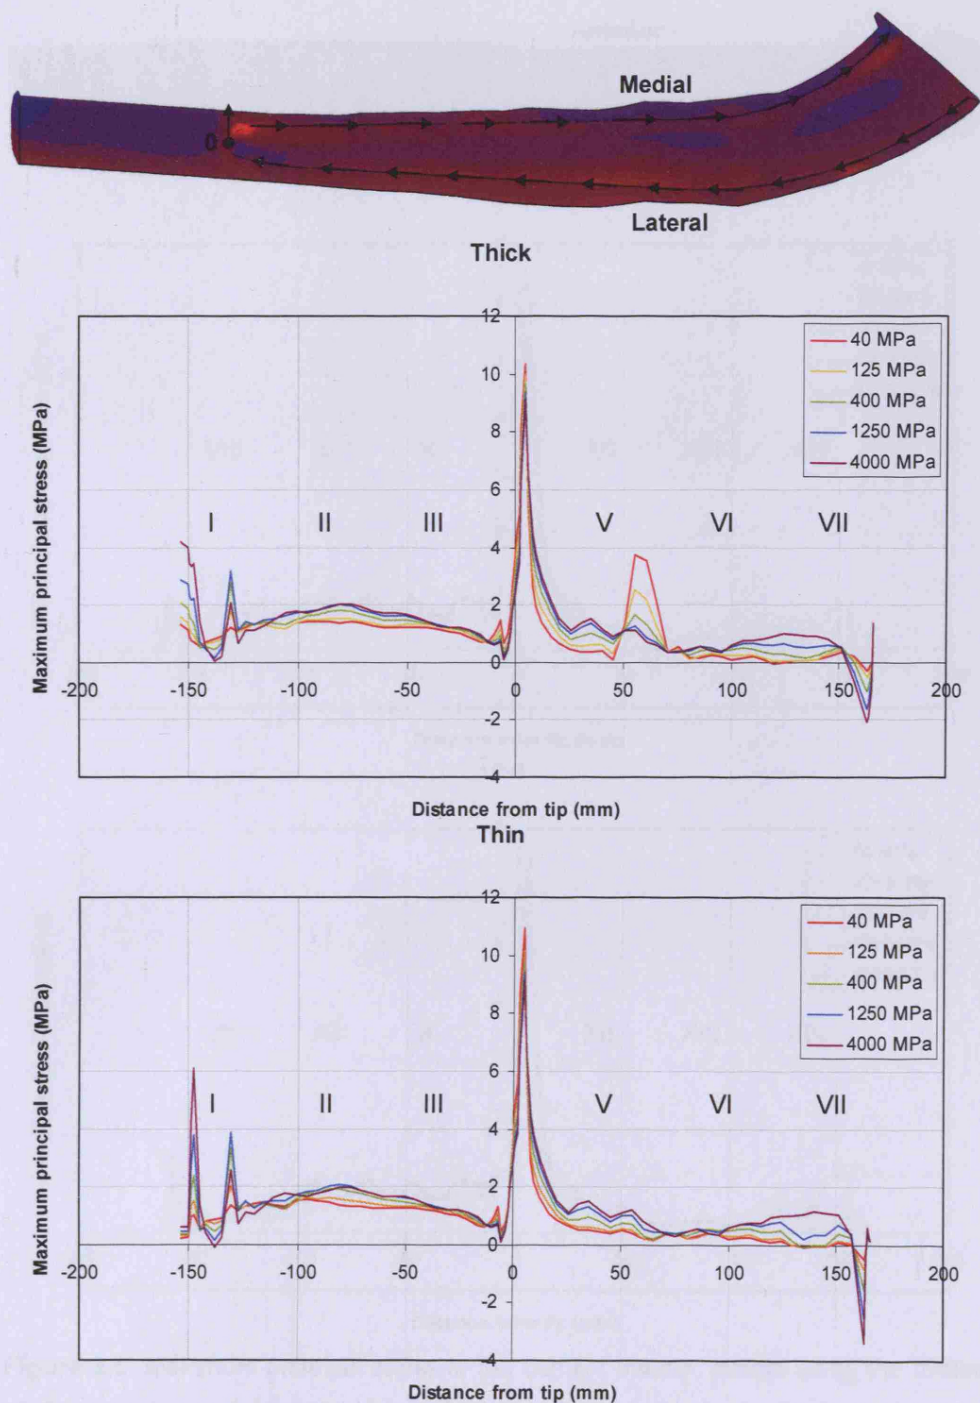 Medial
0
Lateral
Thick
12
10
8
6
4
2
0
-2
-4
-200
-150
-100
-50
0
50
100
150
200
I
II
III
V
VI
VII
40 MPa
125 MPa
400 MPa
1250 MPa
4000 MPa
Maximum principal stress (MPa)
Distance from tip (mm)
Thin
12
10
8
6
4
2
0
-2
-4
-200
-150
-100
-50
0
50
100
150
200
I
II
III
V
VI
VII
40 MPa
125 MPa
400 MPa
1250 MPa
4000 MPa
Maximum principal stress (MPa)
Distance from tip (mm)